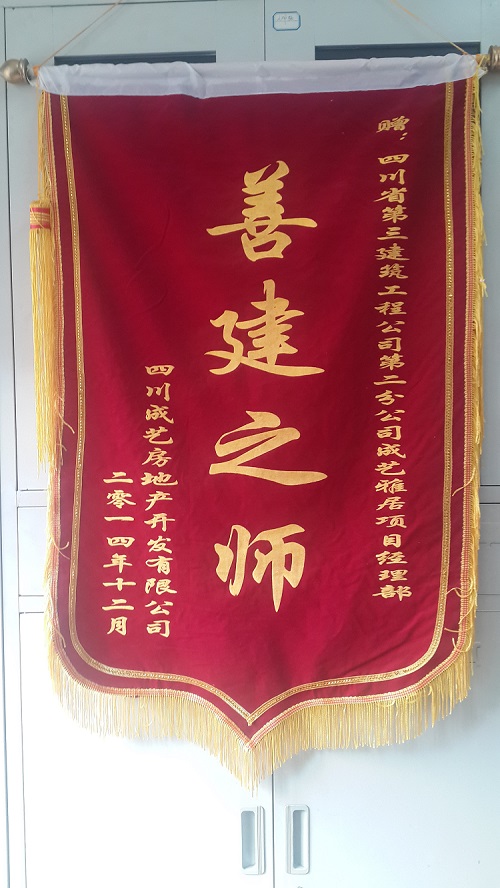 赠：四川省第三建筑工程公司第二分公司成艺雅居项目经理部
善建之师
四川成艺房地产开发有限公司
二零一四年十二月